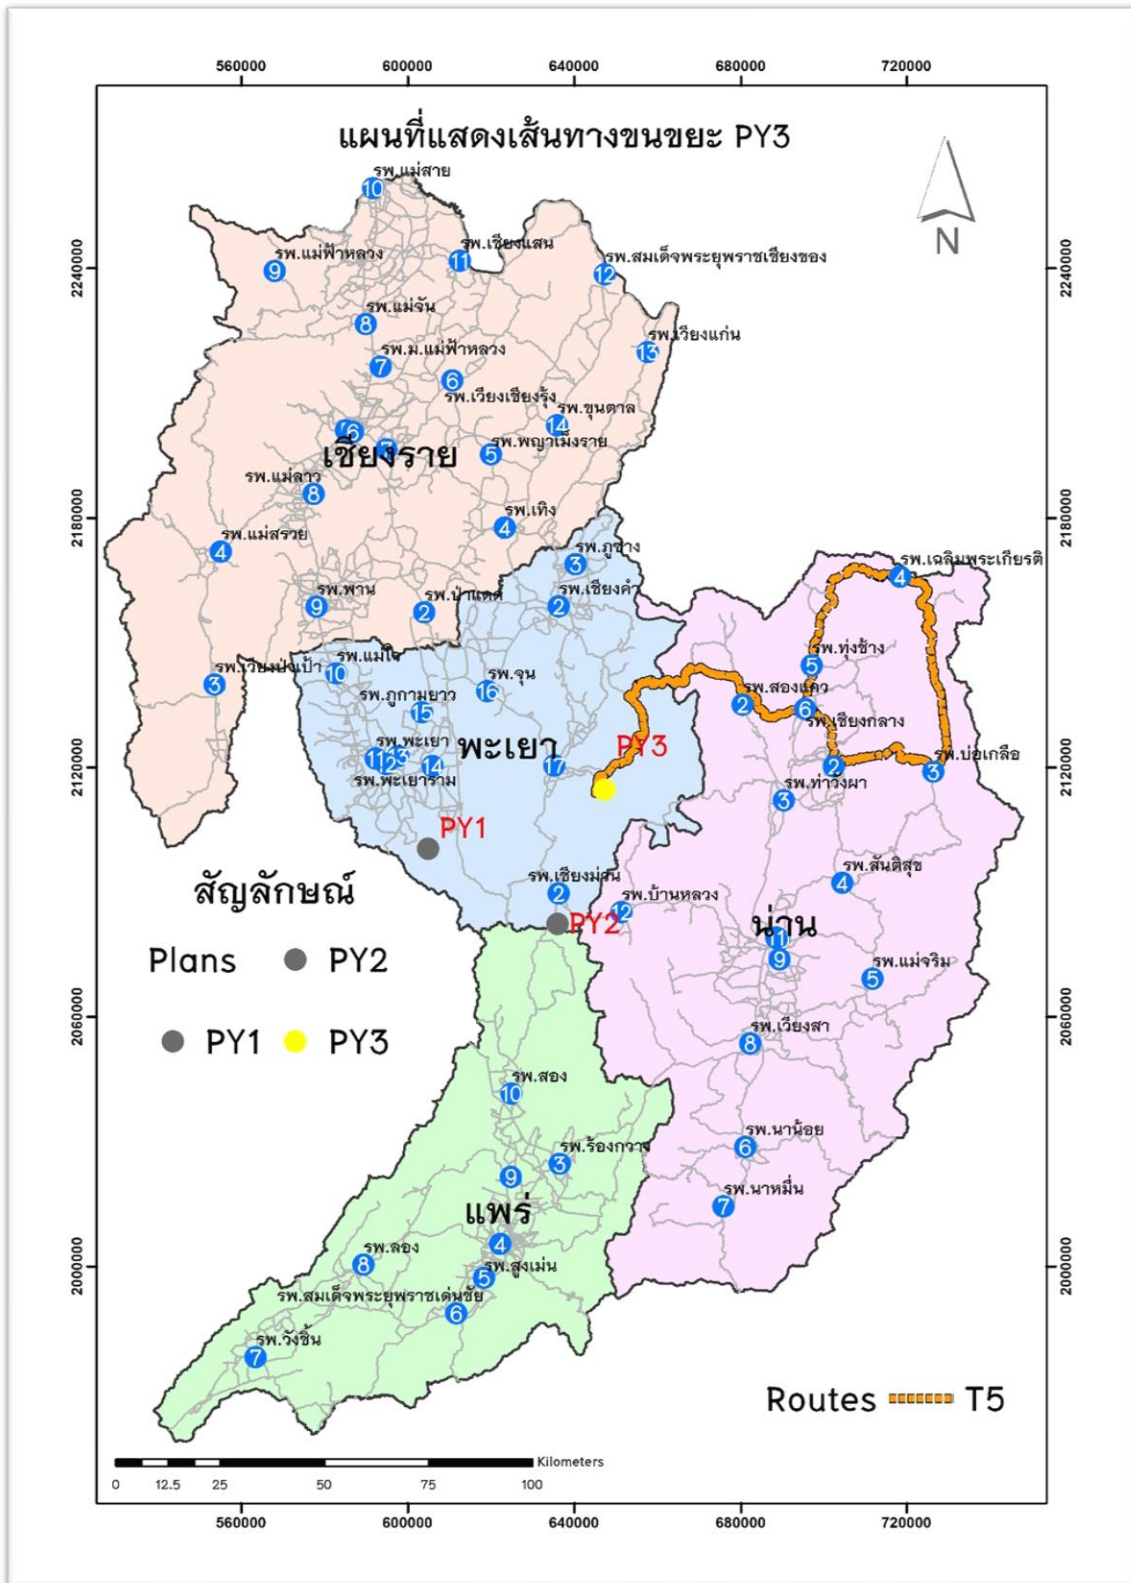 560000 600000 640000 680000 720000
แผนที่แสดงเส้นทางขนขยะ PY3
รพ.แม่สาย
10
รพ.เชียงแสน
11
รพ.แม่ฟ้าหลวง
9
รพ.สมเด็จพระยุพราชเชียงของ
12
N
2240000
2240000
รพ.แม่จัน
8
รพ.เวียงแก่น
13
รพ.ม.แม่ฟ้าหลวง
7
6
รพ.เวียงเชียงรุ้ง
รพ.ขุนตาล
14
6
7
เชียงราย
รพ.พญาเม็งราย
5
รพ.แม่ลาว
8
รพ.เทิง
4
2180000
2180000
รพ.แม่สรวย
4
รพ.ภูซาง
3
รพ.เฉลิมพระเกียรติ
4
รพ.พาน
9
รพ.ป่าแดด
2
รพ.เชียงคำ
2
รพ.เวียงป่าเป้า
3
รพ.แม่ใจ
10
รพ.จุน
16
รพ.ทุ่งช้าง
5
รพ.สองแคว
2
รพ.ภูกามยาว
15
6
รพ.เชียงกลาง
รพ.พะเยา
11
12
13
14
รพ.พะเยาราม
พะเยา
17
PY3
2
รพ.บ่อเกลือ
3
2120000
2120000
รพ.ท่าวังผา
3
PY1
รพ.เชียงม่วน
2
PY2
รพ.บ้านหลวง
12
รพ.สันติสุข
4
น่าน
11
9
รพ.แม่จริม
5
สัญลักษณ์
Plans PY2
PY1 PY3
2060000
2060000
รพ.เวียงสา
8
รพ.สอง
10
รพ.ร้องกวาง
3
9
รพ.นาน้อย
6
รพ.นาหมื่น
7
แพร่
4
รพ.ลอง
8
รพ.สูงเม่น
5
2000000
2000000
รพ.สมเด็จพระยุพราชเด่นชัย
6
รพ.วังชิ้น
7
Routes T5
Kilometers
0 12.5 25 50 75 100
560000 600000 640000 680000 720000